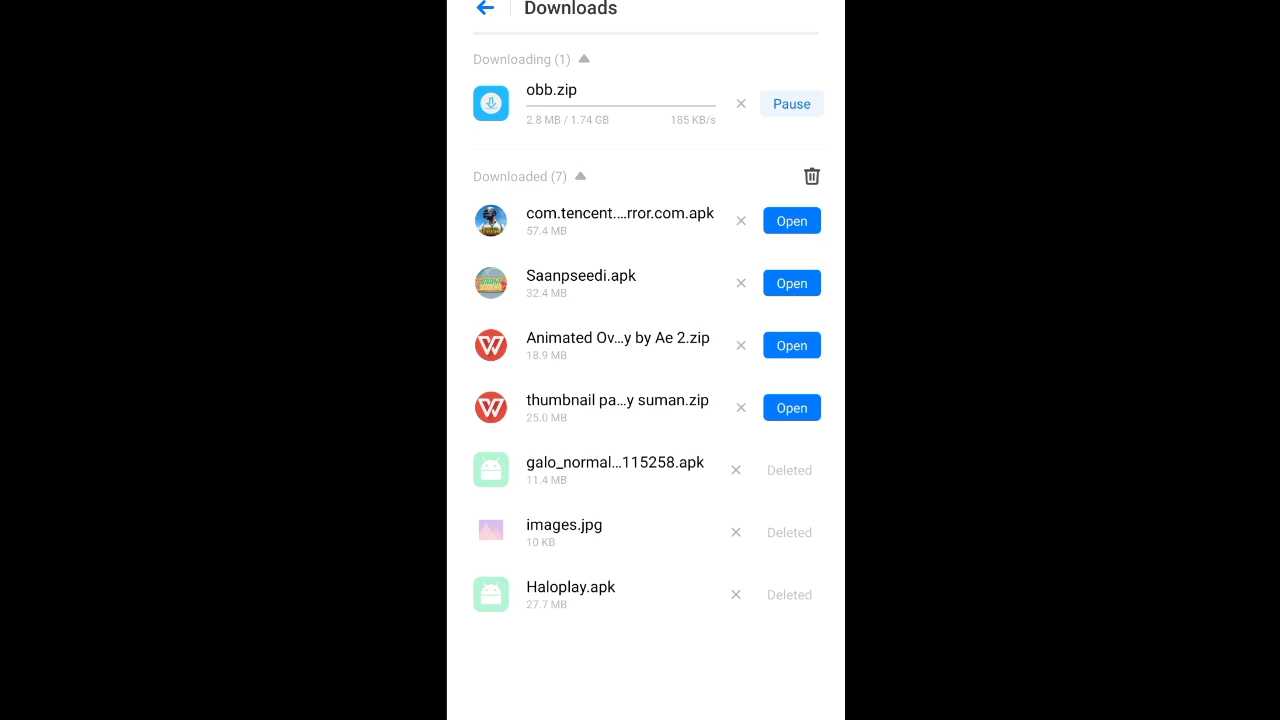 Downloads
Downloading (1)
obb.zip
Pause
2.8 MB / 1.74 GB 185 KB/s
Downloaded (7)
com.tencent....rror.com.apk
57.4 MB
Open
Saanpseedi.apk
32.4 MB
Open
Animated Ov...y by Ae 2.zip
18.9 MB
Open
thumbnail pa...y suman.zip
25.0 MB
Open
galo_normal...115258.apk
11.4 MB
Deleted
images.jpg
10 KB
Deleted
Haloplay.apk
27.7 MB
Deleted